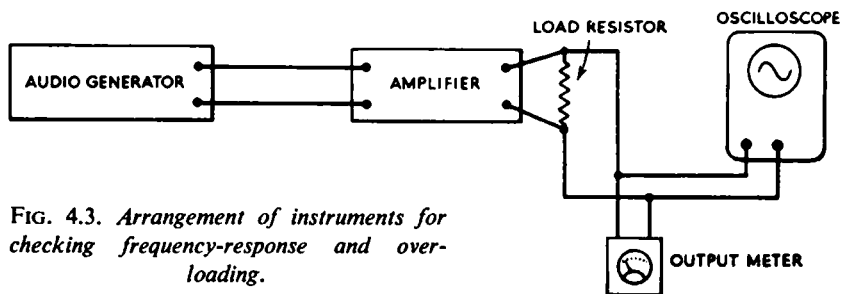 OSCILLOSCOPE
LOAD RESISTOR
AUDIO GENERATOR
AMPLIFIER
FIG. 4.3. Arrangement of instruments for
checking frequency-response and over-
loading.
OUTPUT METER